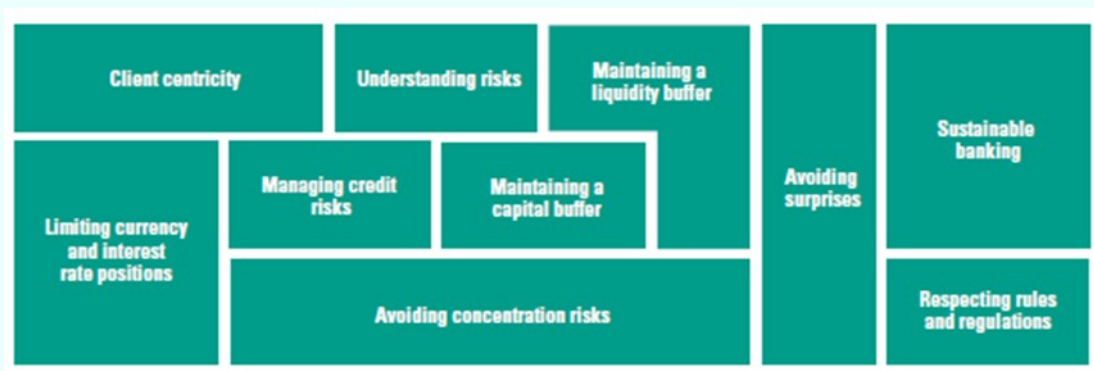 Client centricity
Understanding risks
Maintaining a
liquidity buffer
Avoiding
surprises
Sustainable
banking
Limiting currency
and interest
rate positions
Managing credit
risks
Maintaining a
capital buffer
Avoiding concentration risks
Respecting rules
and regulations